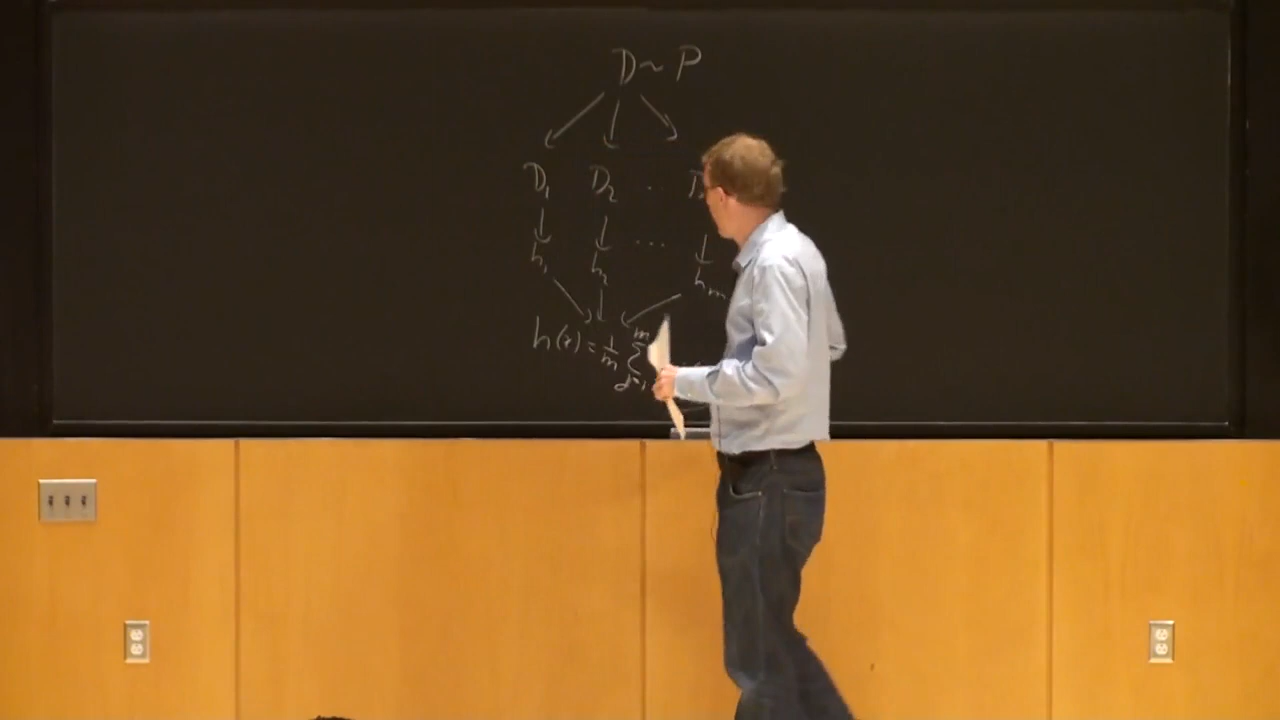 D ~ P
D₁ D₂ ..
h₁ h₂ ... hₘ
h(x) = 1/m Σ m